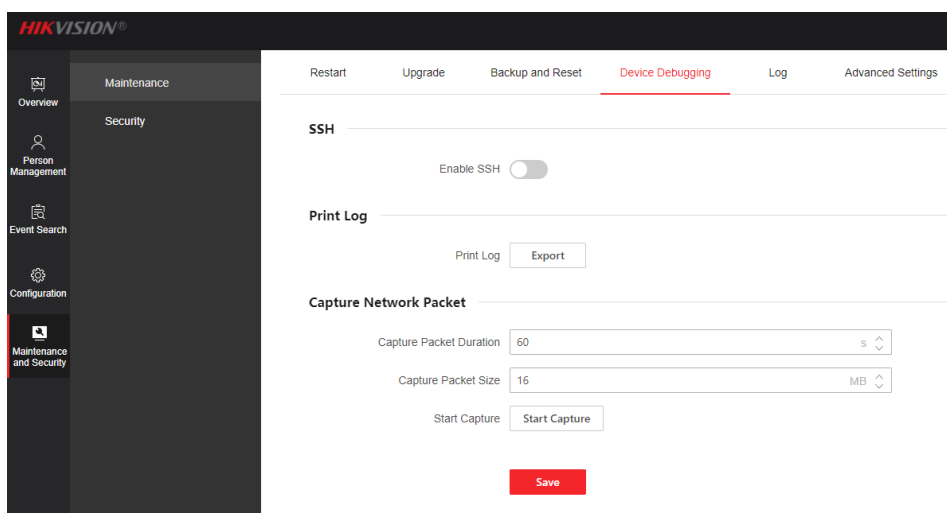 HIKVISION®
Overview
Person
Management
Event Search
Configuration
Maintenance
and Security
Maintenance
Security
Restart Upgrade Backup and Reset Device Debugging Log Advanced Settings
SSH
Enable SSH
Print Log
Print Log Export
Capture Network Packet
Capture Packet Duration 60 s
Capture Packet Size 16 MB
Start Capture Start Capture
Save